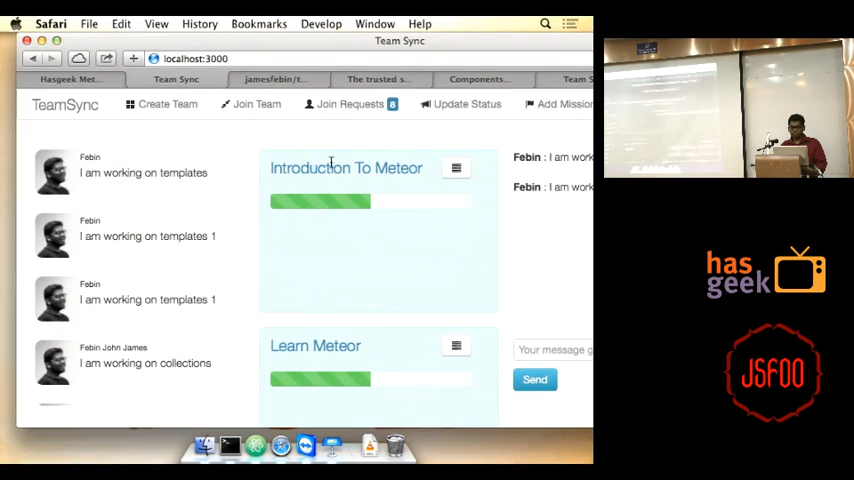 Safari File Edit View History Bookmarks Develop Window Help
Team Sync
localhost:3000
Hasgeek Met... Team Sync jamesfebin/t... The trusted s... Components... Team S
TeamSync Create Team Join Team Join Requests 8 Update Status Add Mission
Febin
I am working on templates
Febin
I am working on templates 1
Febin
I am working on templates 1
Febin John James
I am working on collections
Introduction To Meteor
Learn Meteor
Febin : I am work
Febin : I am work
Your message g
Send
has
geek
JSFOO